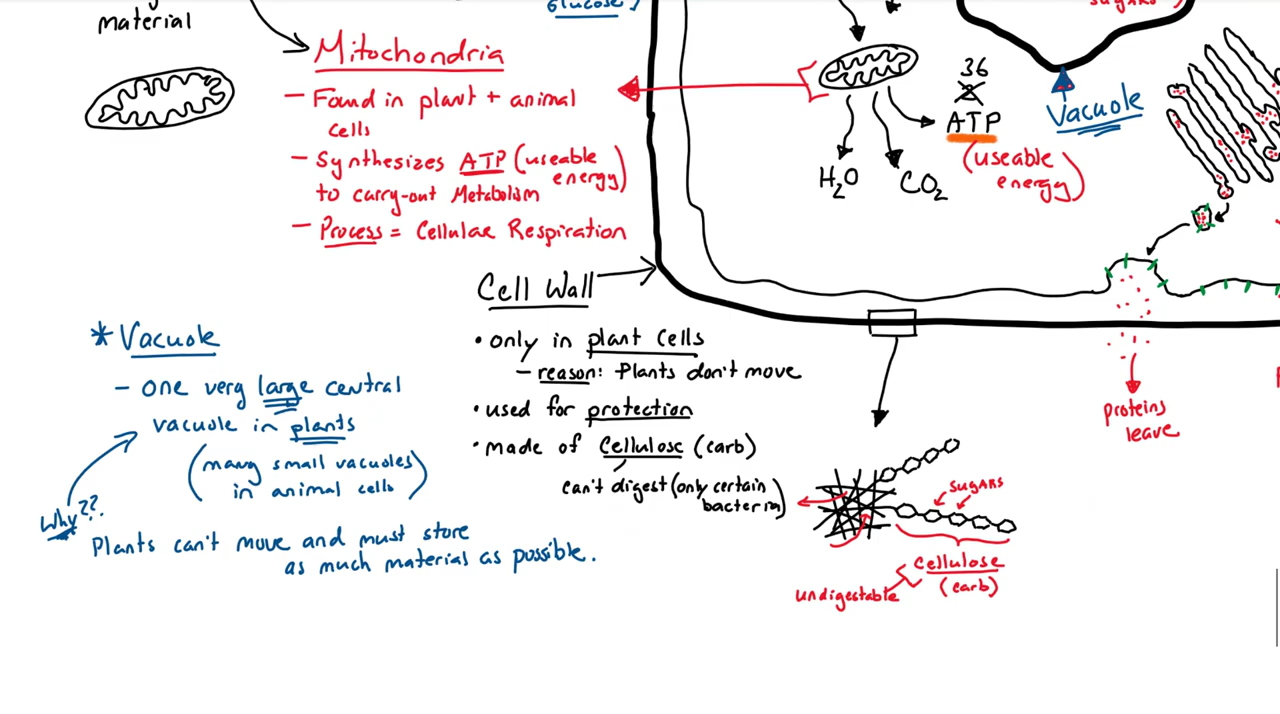 material
Mitochondria
– Found in plant + animal
cells
– Synthesizes ATP (useable
energy)
to carry-out Metabolism
– Process = Cellular Respiration
Glucose
sugars
36
2
ATP
(useable
energy)
H₂O
CO₂
Vacuole
Cell Wall
• only in plant cells
– reason: Plants don't move
• used for protection
• made of Cellulose (carb)
can't digest (only certain
bacteria)
* Vacuole
– one very large central
vacuole in plants
(many small vacuoles
in animal cells)
Why??
Plants can't move and must store
as much material as possible.
proteins
leave
sugars
Cellulose
(carb)
undigestable